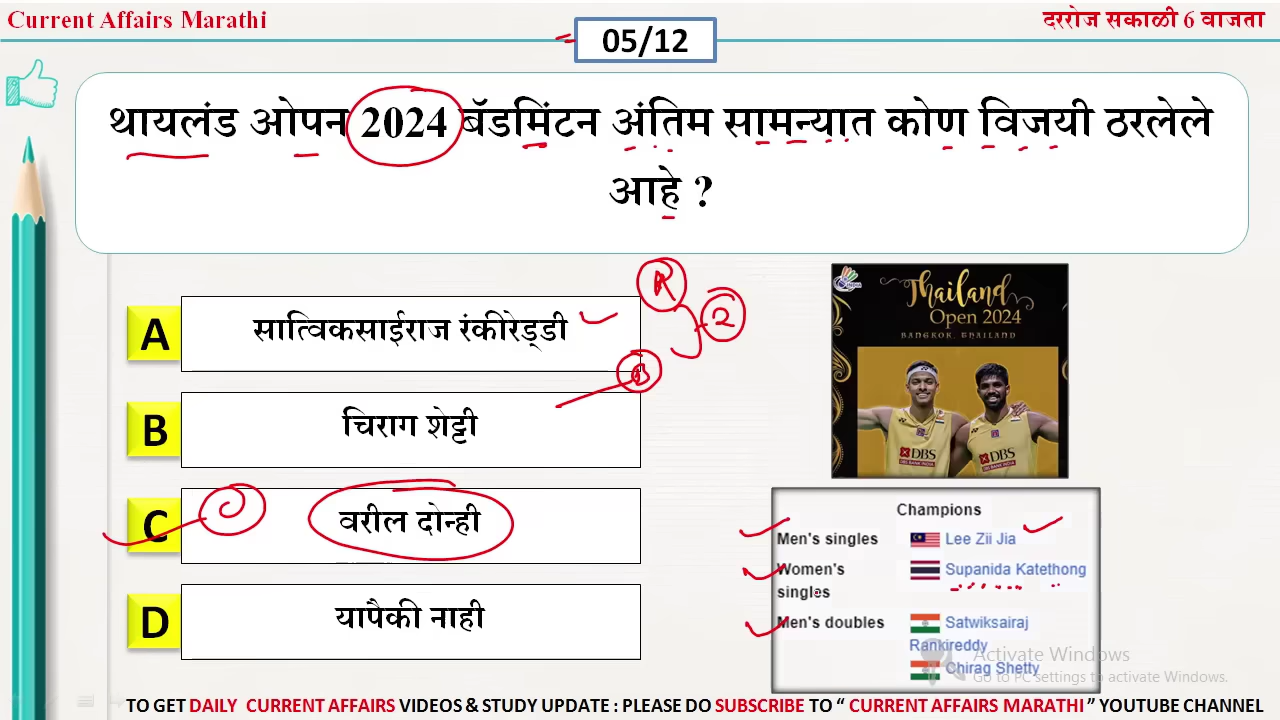 Current Affairs Marathi
दररोज सकाळी 6 वाजता
05/12
थायलंड ओपन 2024 बॅडमिंटन अंतिम सामन्यात कोण विजयी ठरलेले
आहे ?
A
सात्विकसाईराज रंकीरेड्डी
A
2
B
B
चिराग शेट्टी
C
वरील दोन्ही
D
यापैकी नाही
Thailand
Open 2024
BANGKOK, THAILAND
DBS
DBS
Champions
Men's singles Lee Zii Jia
Women's Supanida Katethong
singles
Men's doubles Satwiksairaj
Rankireddy
Chirag Shetty
Activate Windows
Go to PC settings to activate Windows.
TO GET DAILY CURRENT AFFAIRS VIDEOS & STUDY UPDATE : PLEASE DO SUBSCRIBE TO “ CURRENT AFFAIRS MARATHI ” YOUTUBE CHANNEL